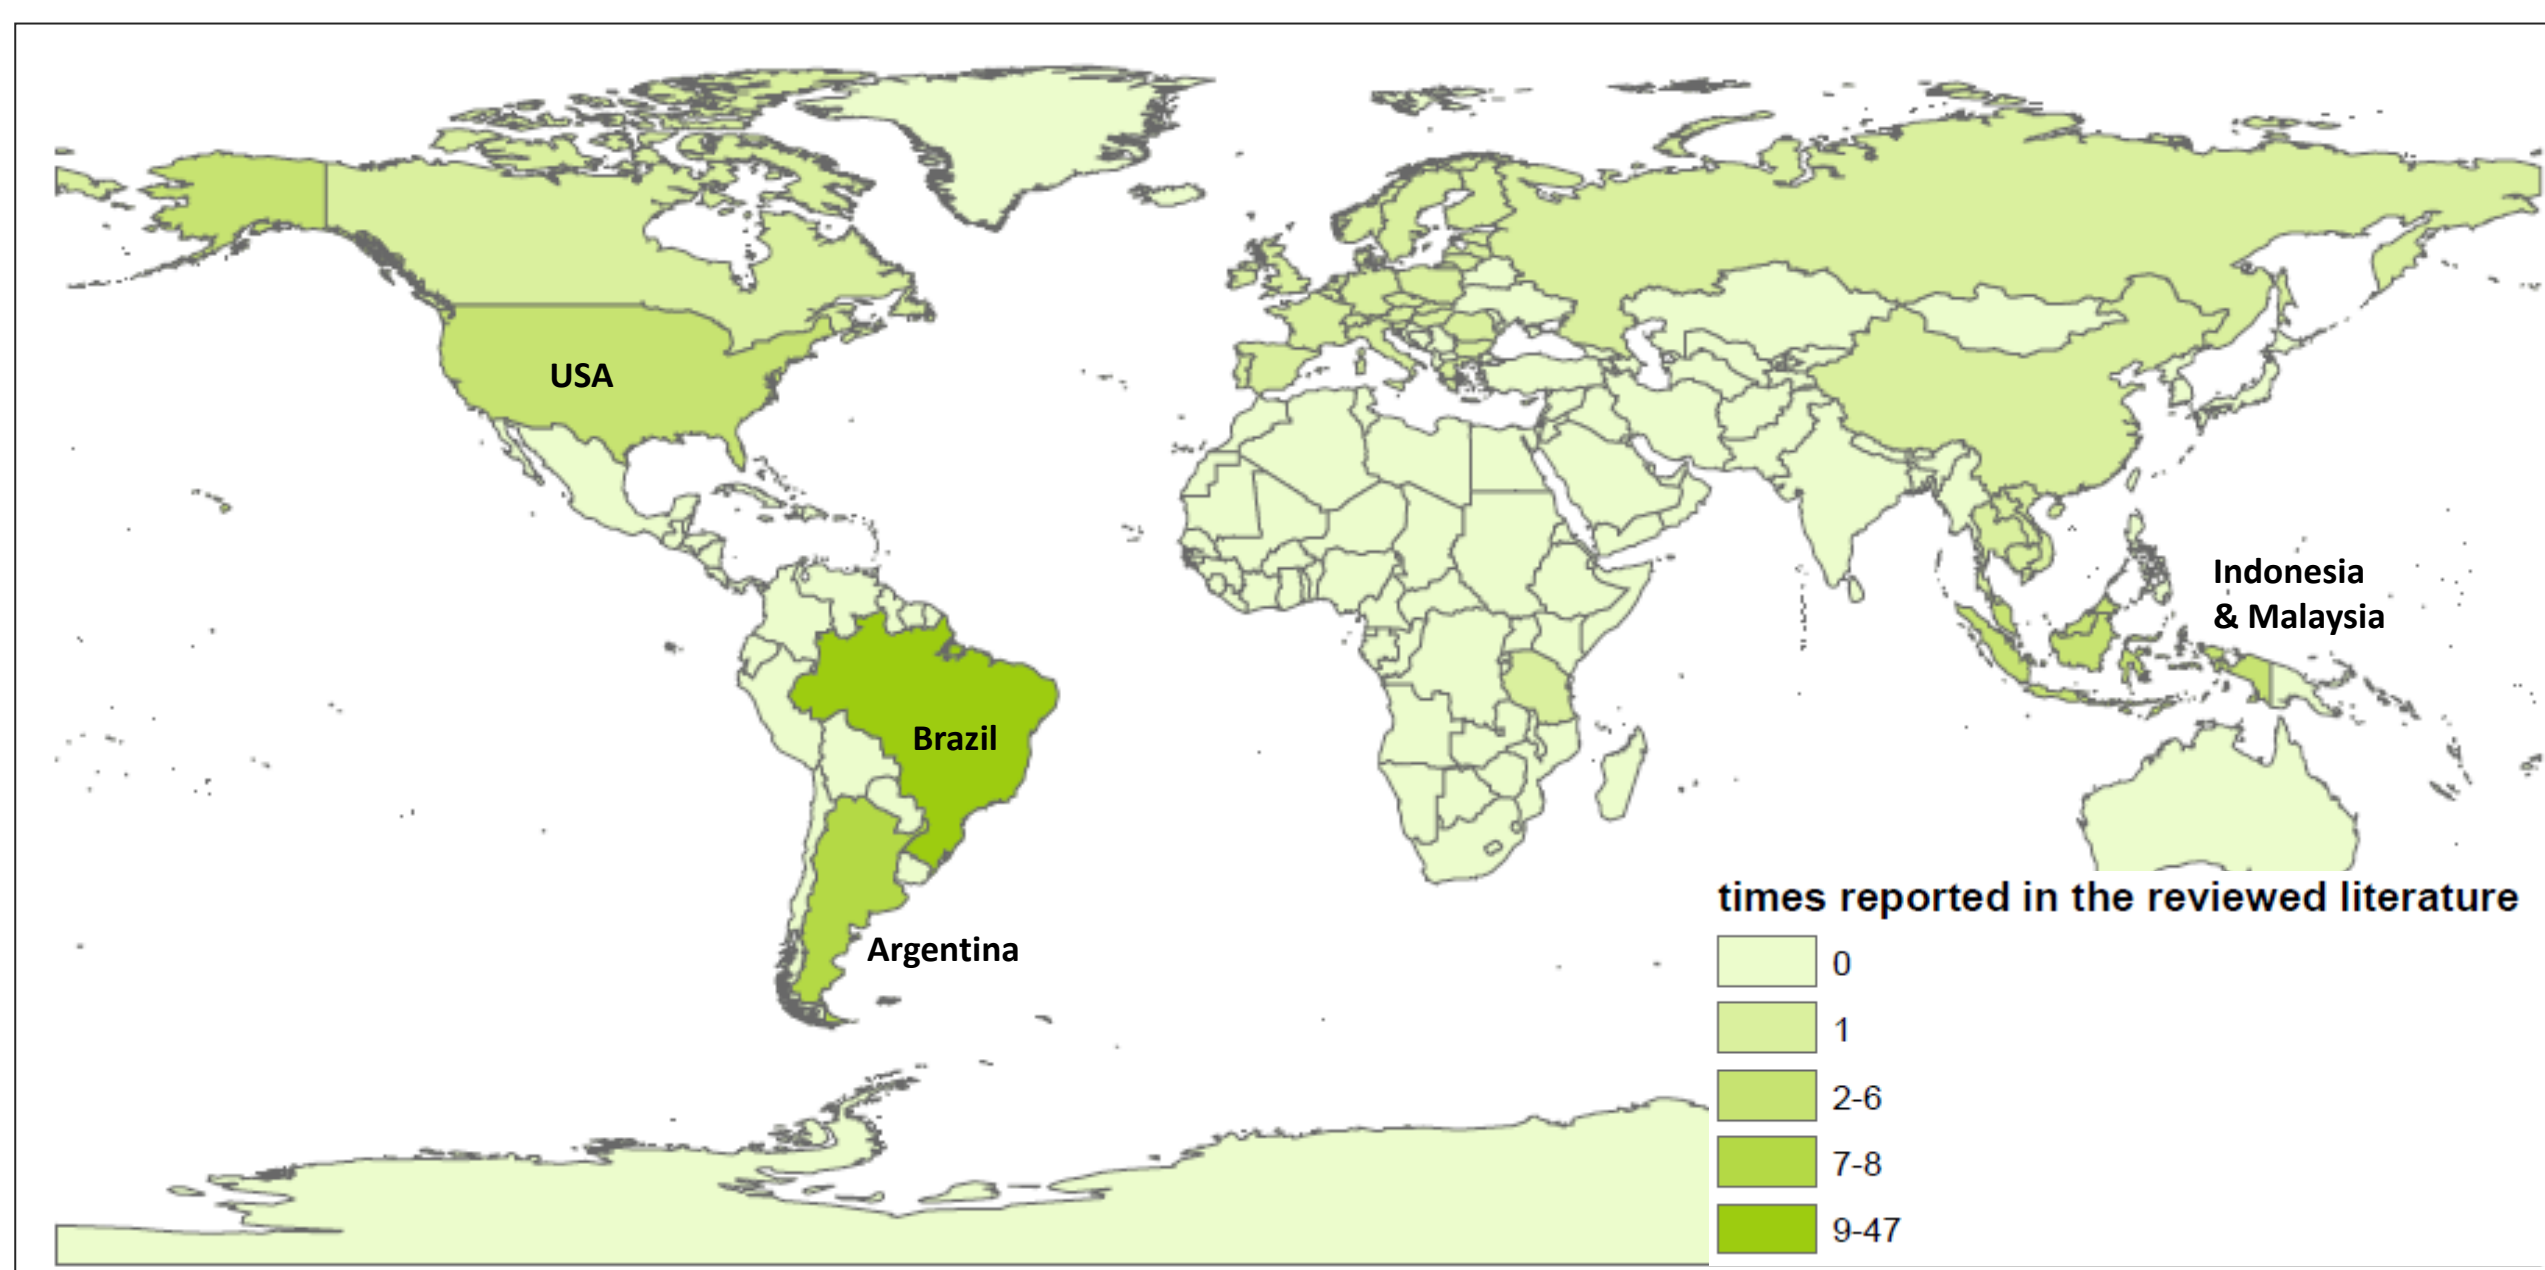 USA
Indonesia
& Malaysia
Brazil
Argentina
times reported in the reviewed literature
0
1
2-6
7-8
9-47